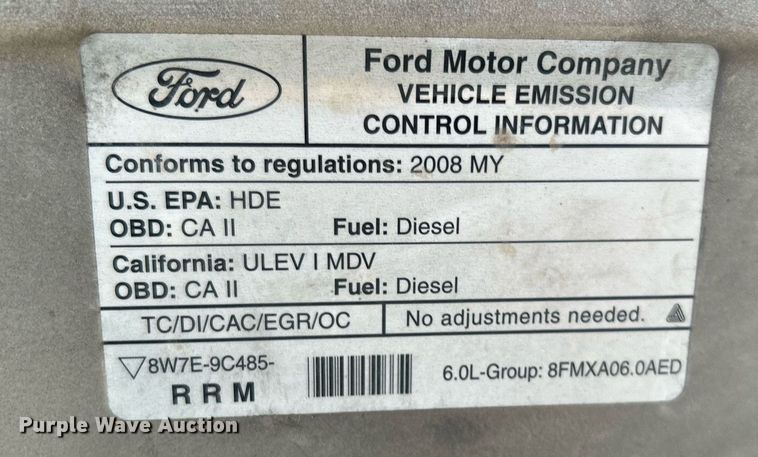 Ford
Ford Motor Company
VEHICLE EMISSION
CONTROL INFORMATION
Conforms to regulations: 2008 MY
U.S. EPA: HDE
OBD: CA II Fuel: Diesel
California: ULEV I MDV
OBD: CA II Fuel: Diesel
TC/DI/CAC/EGR/OC No adjustments needed.
8W7E-9C485-
RRM
6.0L-Group: 8FMXA06.0AED
Purple Wave Auction